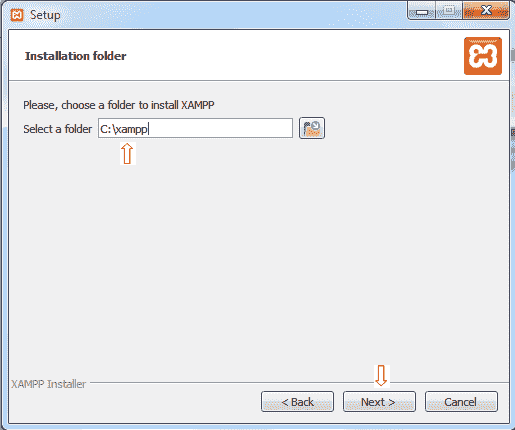 Setup
Installation folder
Please, choose a folder to install XAMPP
Select a folder C:\xampp
XAMPP Installer
< Back Next > Cancel